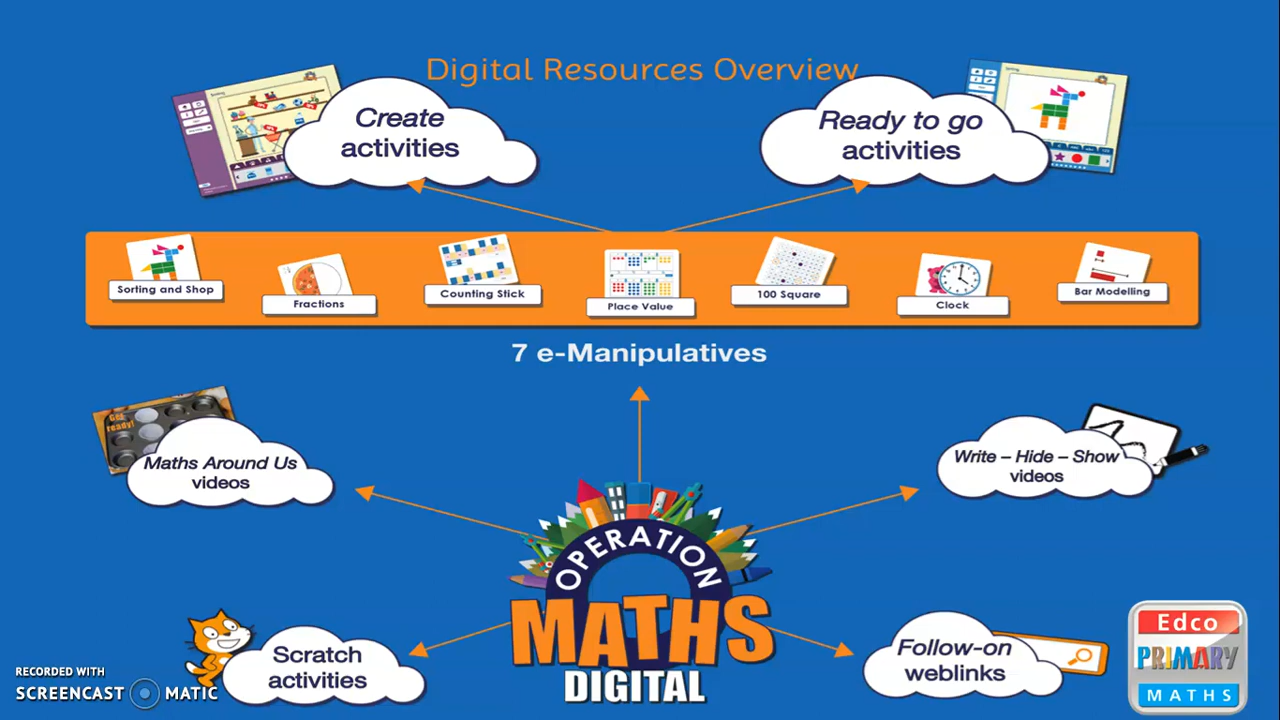 Digital Resources Overview
Create
activities
Ready to go
activities
Sorting and Shop
Fractions
Counting Stick
Place Value
100 Square
Clock
Bar Modelling
7 e-Manipulatives
Get
ready!
Maths Around Us
videos
Write – Hide – Show
videos
OPERATION
MATHS
DIGITAL
Scratch
activities
Follow-on
weblinks
Edco
PRIMARY
MATHS
RECORDED WITH
SCREENCAST MATIC